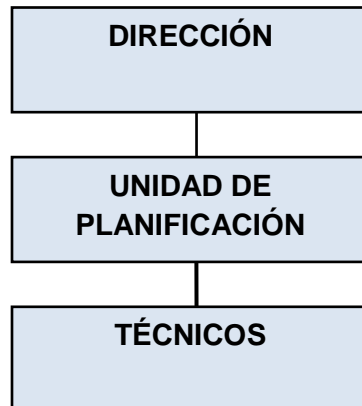 DIRECCIÓN
UNIDAD DE
PLANIFICACIÓN
TÉCNICOS